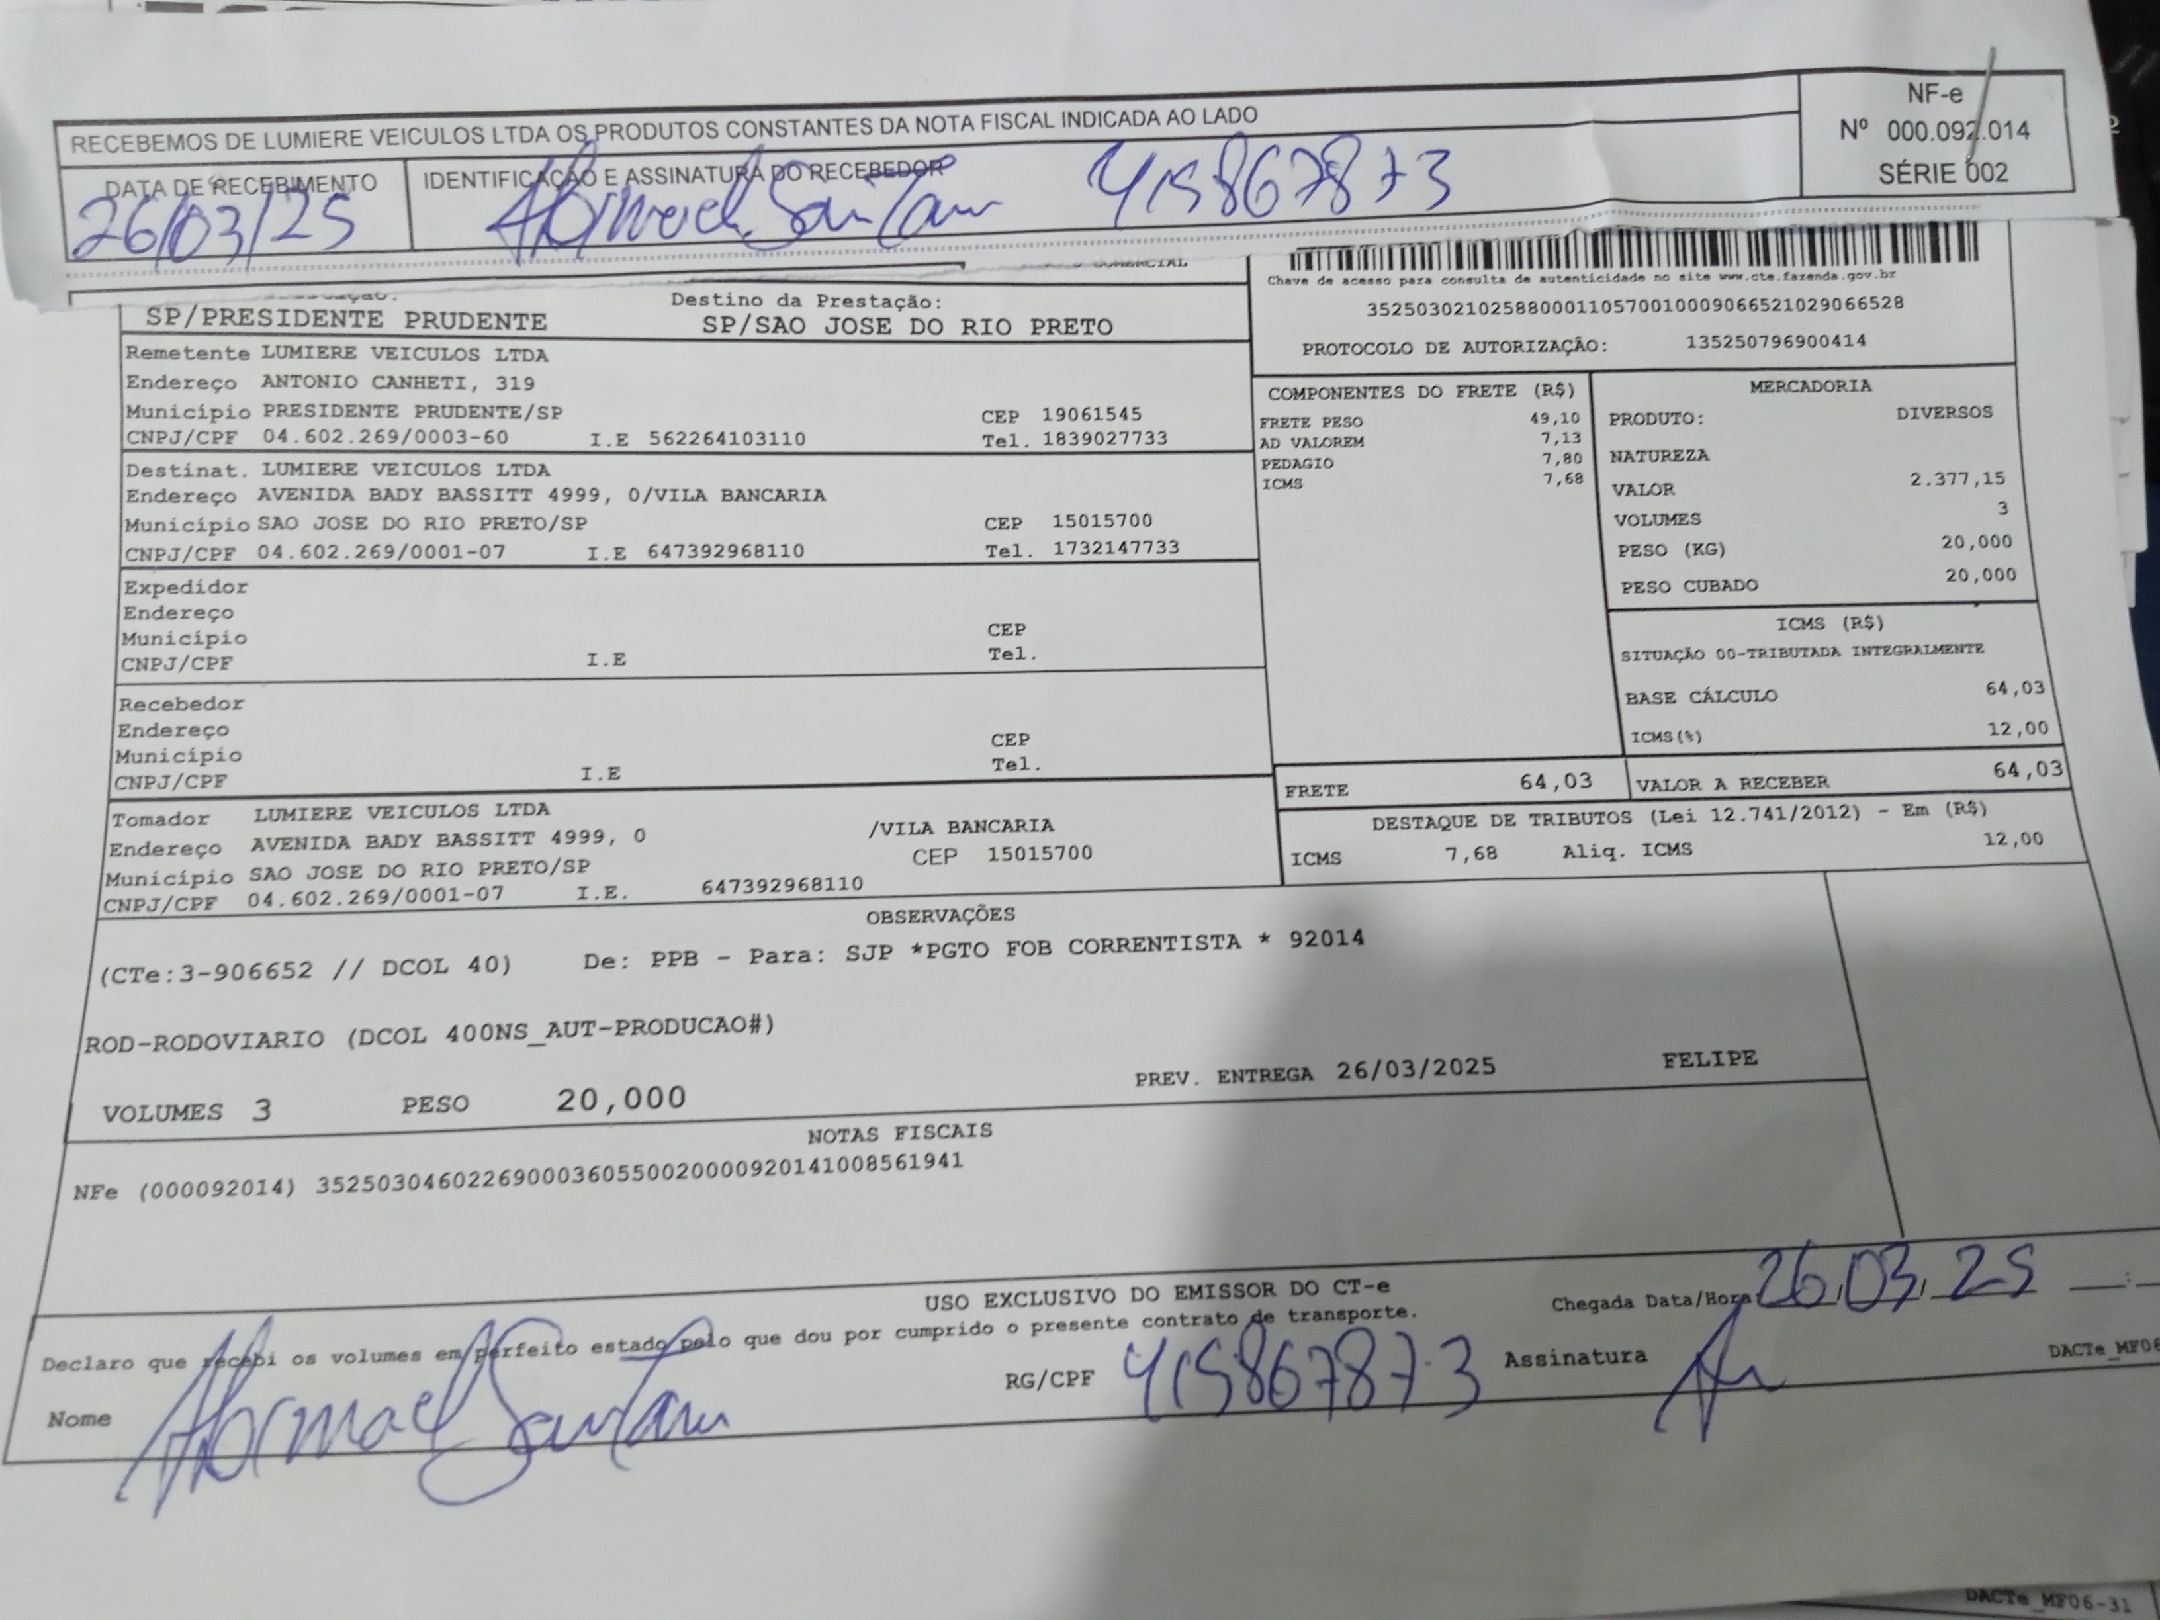 RECEBEMOS DE LUMIERE VEICULOS LTDA OS PRODUTOS CONSTANTES DA NOTA FISCAL INDICADA AO LADO
NF-e
Nº 000.092.014
SÉRIE 002
DATA DE RECEBIMENTO
26/03/25
IDENTIFICAÇÃO E ASSINATURA DO RECEBEDOR
415867873
Chave de acesso para consulta de autenticidade no site www.cte.fazenda.gov.br
35250302102588000110570010009066521029066528
PROTOCOLO DE AUTORIZAÇÃO: 135250796900414
SP/PRESIDENTE PRUDENTE
Destino da Prestação:
SP/SAO JOSE DO RIO PRETO
Remetente LUMIERE VEICULOS LTDA
Endereço ANTONIO CANHETI, 319
Município PRESIDENTE PRUDENTE/SP CEP 19061545
CNPJ/CPF 04.602.269/0003-60 I.E 562264103110 Tel. 1839027733
Destinat. LUMIERE VEICULOS LTDA
Endereço AVENIDA BADY BASSITT 4999, 0/VILA BANCARIA
Município SAO JOSE DO RIO PRETO/SP CEP 15015700
CNPJ/CPF 04.602.269/0001-07 I.E 647392968110 Tel. 1732147733
Expedidor
Endereço
Município CEP
CNPJ/CPF I.E Tel.
Recebedor
Endereço
Município CEP
CNPJ/CPF I.E Tel.
Tomador LUMIERE VEICULOS LTDA
Endereço AVENIDA BADY BASSITT 4999, 0 /VILA BANCARIA
Município SAO JOSE DO RIO PRETO/SP CEP 15015700
CNPJ/CPF 04.602.269/0001-07 I.E. 647392968110
COMPONENTES DO FRETE (R$)
FRETE PESO 49,10
AD VALOREM 7,13
PEDAGIO 7,80
ICMS 7,68
MERCADORIA
PRODUTO: DIVERSOS
NATUREZA
VALOR 2.377,15
VOLUMES 3
PESO (KG) 20,000
PESO CUBADO 20,000
ICMS (R$)
SITUAÇÃO 00-TRIBUTADA INTEGRALMENTE
BASE CÁLCULO 64,03
ICMS(%) 12,00
FRETE 64,03
VALOR A RECEBER 64,03
DESTAQUE DE TRIBUTOS (Lei 12.741/2012) - Em (R$)
ICMS 7,68 Aliq. ICMS 12,00
OBSERVAÇÕES
(CTe:3-906652 // DCOL 40) De: PPB - Para: SJP *PGTO FOB CORRENTISTA * 92014
ROD-RODOVIARIO (DCOL 400NS_AUT-PRODUCAO#)
VOLUMES 3 PESO 20,000 PREV. ENTREGA 26/03/2025 FELIPE
NOTAS FISCAIS
NFe (000092014) 35250304602269000360550020000920141008561941
USO EXCLUSIVO DO EMISSOR DO CT-e
Declaro que recebi os volumes em perfeito estado pelo que dou por cumprido o presente contrato de transporte.
Chegada Data/Hora 26 03 25
Nome
RG/CPF 415867873
Assinatura
DACTe_MF06
DACTe_MF06-31